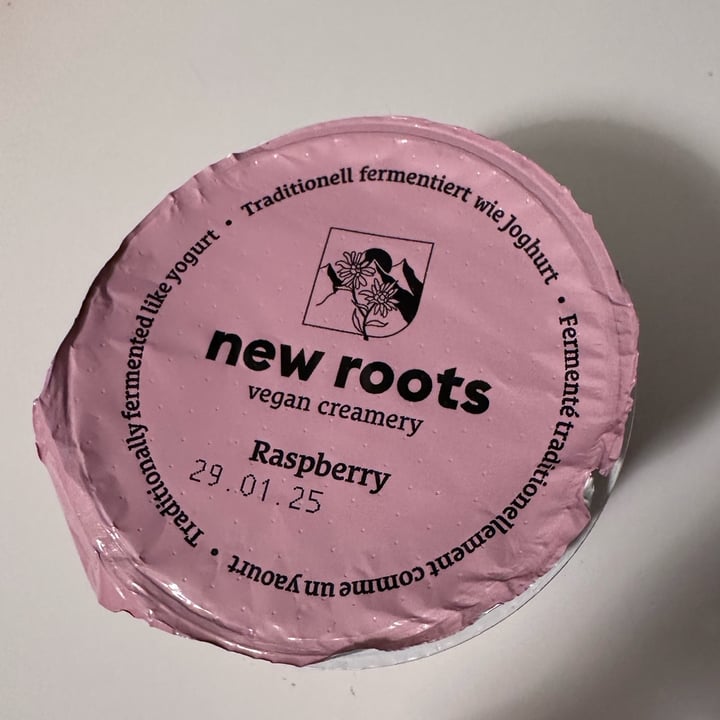 Traditionell fermentiert wie Joghurt • Fermenté traditionellement comme un yaourt • Traditionally fermented like yogurt •
new roots
vegan creamery
Raspberry
29.01.25